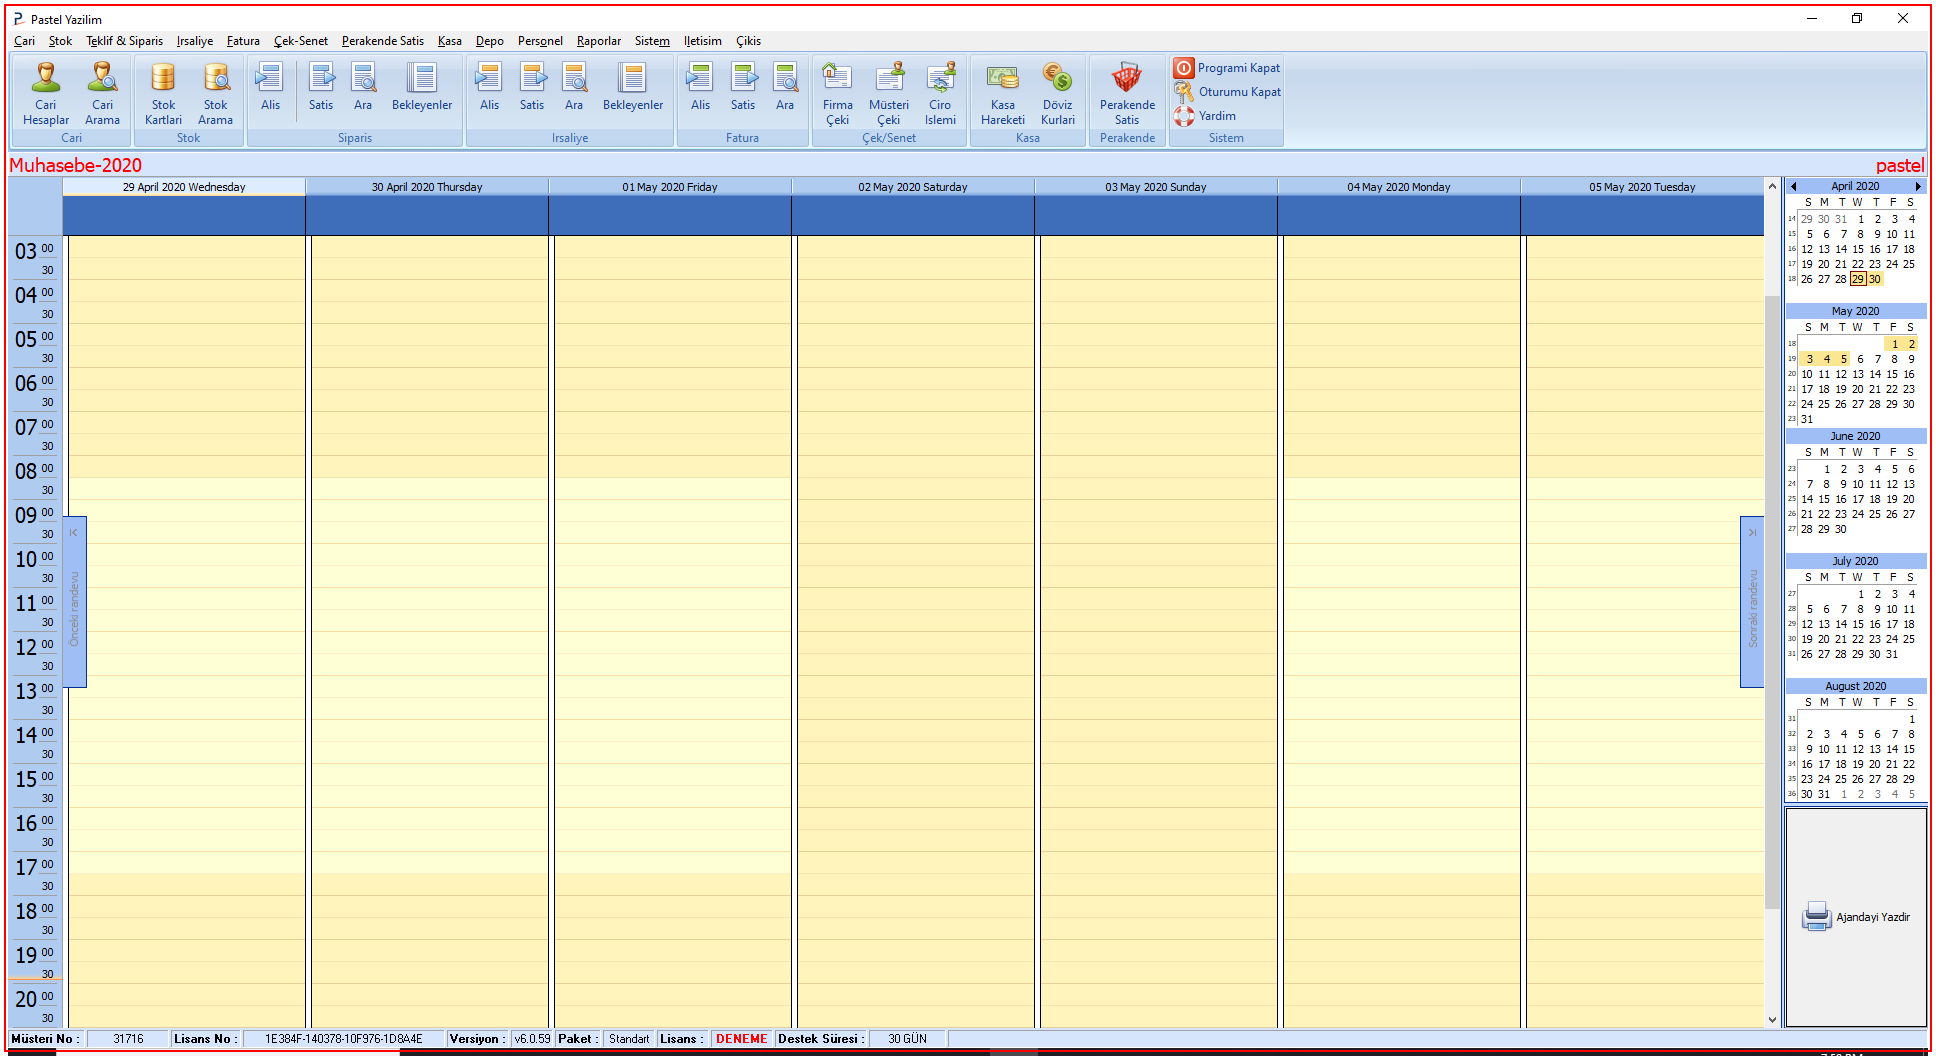 Pastel Yazilim
Cari Stok Teklif & Siparis Irsaliye Fatura Çek-Senet Perakende Satis Kasa Depo Personel Raporlar Sistem Iletisim Çikis
Cari Hesaplar
Cari Arama
Cari
Stok Kartlari
Stok Arama
Stok
Alis
Satis
Ara
Bekleyenler
Siparis
Alis
Satis
Ara
Bekleyenler
Irsaliye
Alis
Satis
Ara
Fatura
Firma Çeki
Müsteri Çeki
Ciro Islemi
Çek/Senet
Kasa Hareketi
Döviz Kurlari
Kasa
Perakende Satis
Perakende
Programi Kapat
Oturumu Kapat
Yardim
Sistem
Muhasebe-2020
pastel
29 April 2020 Wednesday
30 April 2020 Thursday
01 May 2020 Friday
02 May 2020 Saturday
03 May 2020 Sunday
04 May 2020 Monday
05 May 2020 Tuesday
03 00
30
04 00
30
05 00
30
06 00
30
07 00
30
08 00
30
09 00
30
10 00
30
11 00
30
12 00
30
13 00
30
14 00
30
15 00
30
16 00
30
17 00
30
18 00
30
19 00
30
20 00
30
Önceki randevu
Sonraki randevu
April 2020
S M T W T F S
14 29 30 31 1 2 3 4
15 5 6 7 8 9 10 11
16 12 13 14 15 16 17 18
17 19 20 21 22 23 24 25
18 26 27 28 29 30
May 2020
S M T W T F S
18 1 2
19 3 4 5 6 7 8 9
20 10 11 12 13 14 15 16
21 17 18 19 20 21 22 23
22 24 25 26 27 28 29 30
23 31
June 2020
S M T W T F S
23 1 2 3 4 5 6
24 7 8 9 10 11 12 13
25 14 15 16 17 18 19 20
26 21 22 23 24 25 26 27
27 28 29 30
July 2020
S M T W T F S
27 1 2 3 4
28 5 6 7 8 9 10 11
29 12 13 14 15 16 17 18
30 19 20 21 22 23 24 25
31 26 27 28 29 30 31
August 2020
S M T W T F S
31 1
32 2 3 4 5 6 7 8
33 9 10 11 12 13 14 15
34 16 17 18 19 20 21 22
35 23 24 25 26 27 28 29
36 30 31 1 2 3 4 5
Ajandayi Yazdir
Müsteri No : 31716 Lisans No : 1E384F-140378-10F976-1D8A4E Versiyon : v6.0.59 Paket : Standart Lisans : DENEME Destek Süresi : 30 GÜN